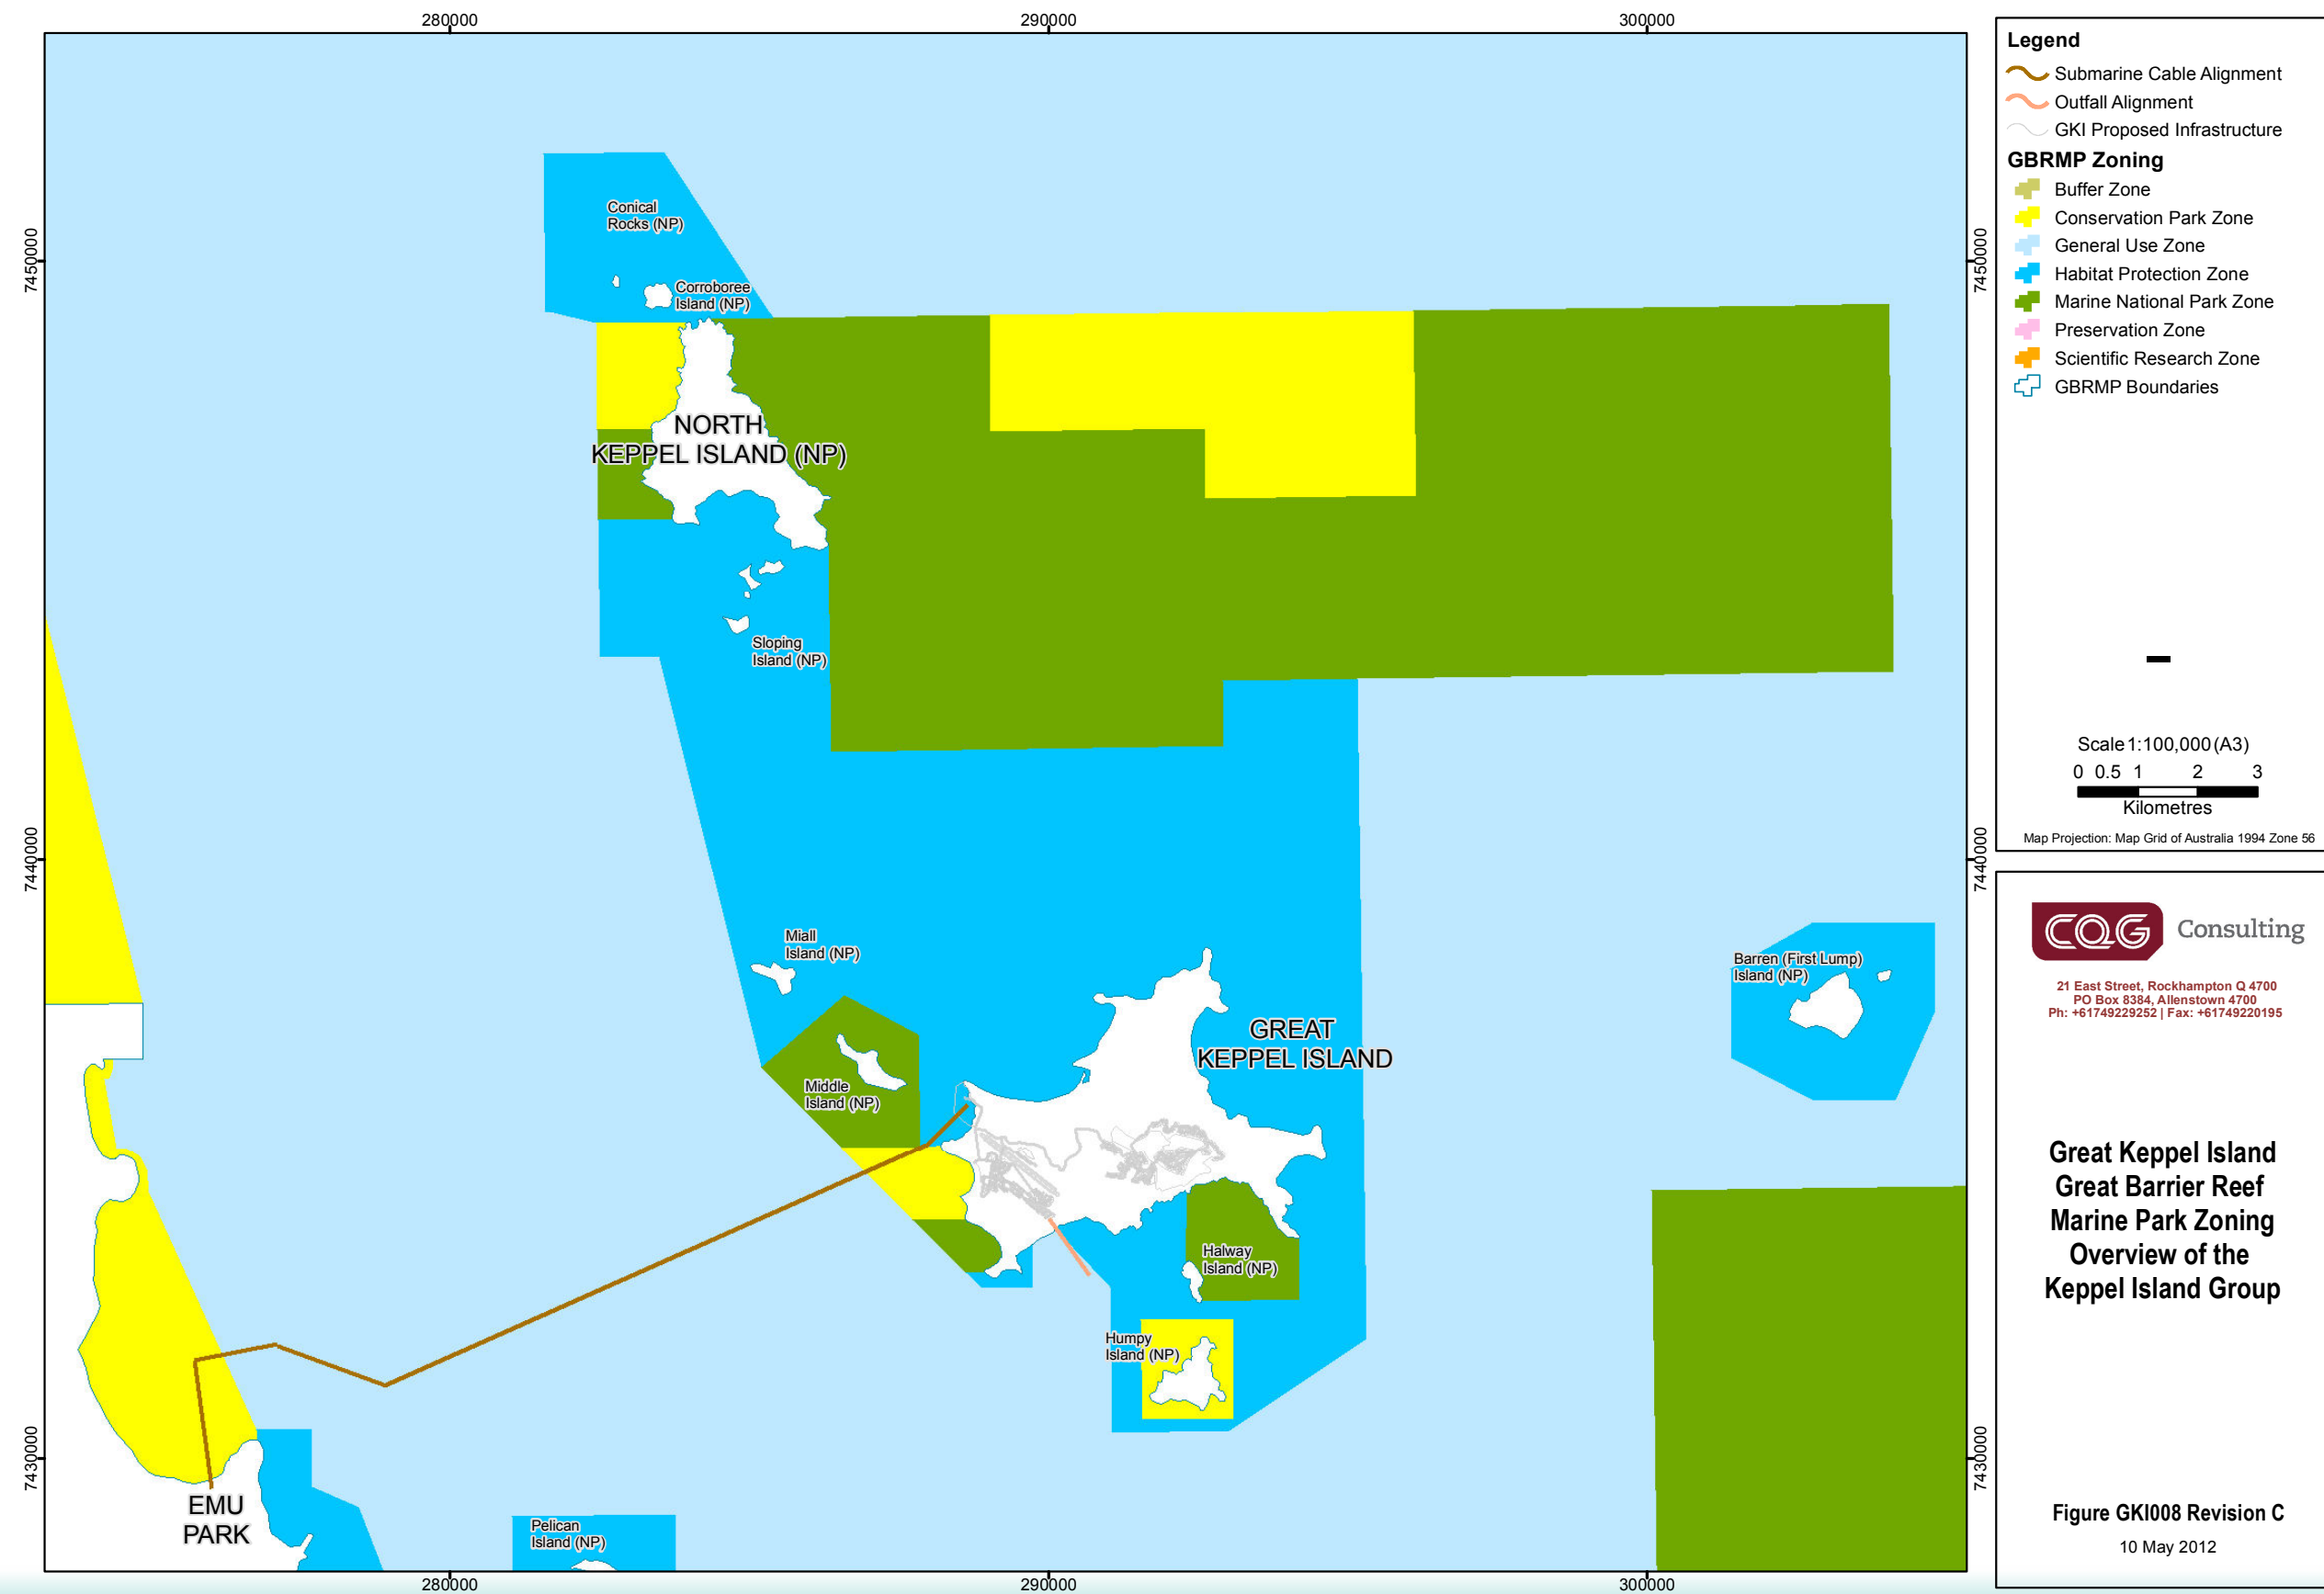 280000
290000
300000
7450000
7440000
7430000
Conical
Rocks (NP)
Corroboree
Island (NP)
NORTH
KEPPEL ISLAND (NP)
Sloping
Island (NP)
Miall
Island (NP)
Middle
Island (NP)
GREAT
KEPPEL ISLAND
Barren (First Lump)
Island (NP)
Halway
Island (NP)
Humpy
Island (NP)
EMU
PARK
Pelican
Island (NP)
7450000
7440000
7430000
280000
290000
300000
Legend
Submarine Cable Alignment
Outfall Alignment
GKI Proposed Infrastructure
GBRMP Zoning
Buffer Zone
Conservation Park Zone
General Use Zone
Habitat Protection Zone
Marine National Park Zone
Preservation Zone
Scientific Research Zone
GBRMP Boundaries
Scale 1:100,000 (A3)
0 0.5 1 2 3
Kilometres
Map Projection: Map Grid of Australia 1994 Zone 56
CQG Consulting
21 East Street, Rockhampton Q 4700
PO Box 8384, Allenstown 4700
Ph: +61749229252 | Fax: +61749220195
Great Keppel Island
Great Barrier Reef
Marine Park Zoning
Overview of the
Keppel Island Group
Figure GKI008 Revision C
10 May 2012